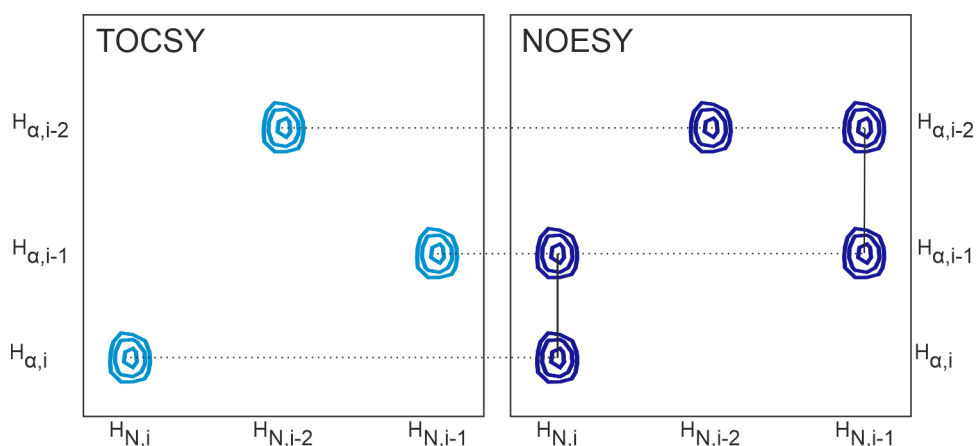 TOCSY NOESY
Hα,i-2 Hα,i-2
Hα,i-1 Hα,i-1
Hα,i Hα,i
HN,i HN,i-2 HN,i-1 HN,i HN,i-2 HN,i-1